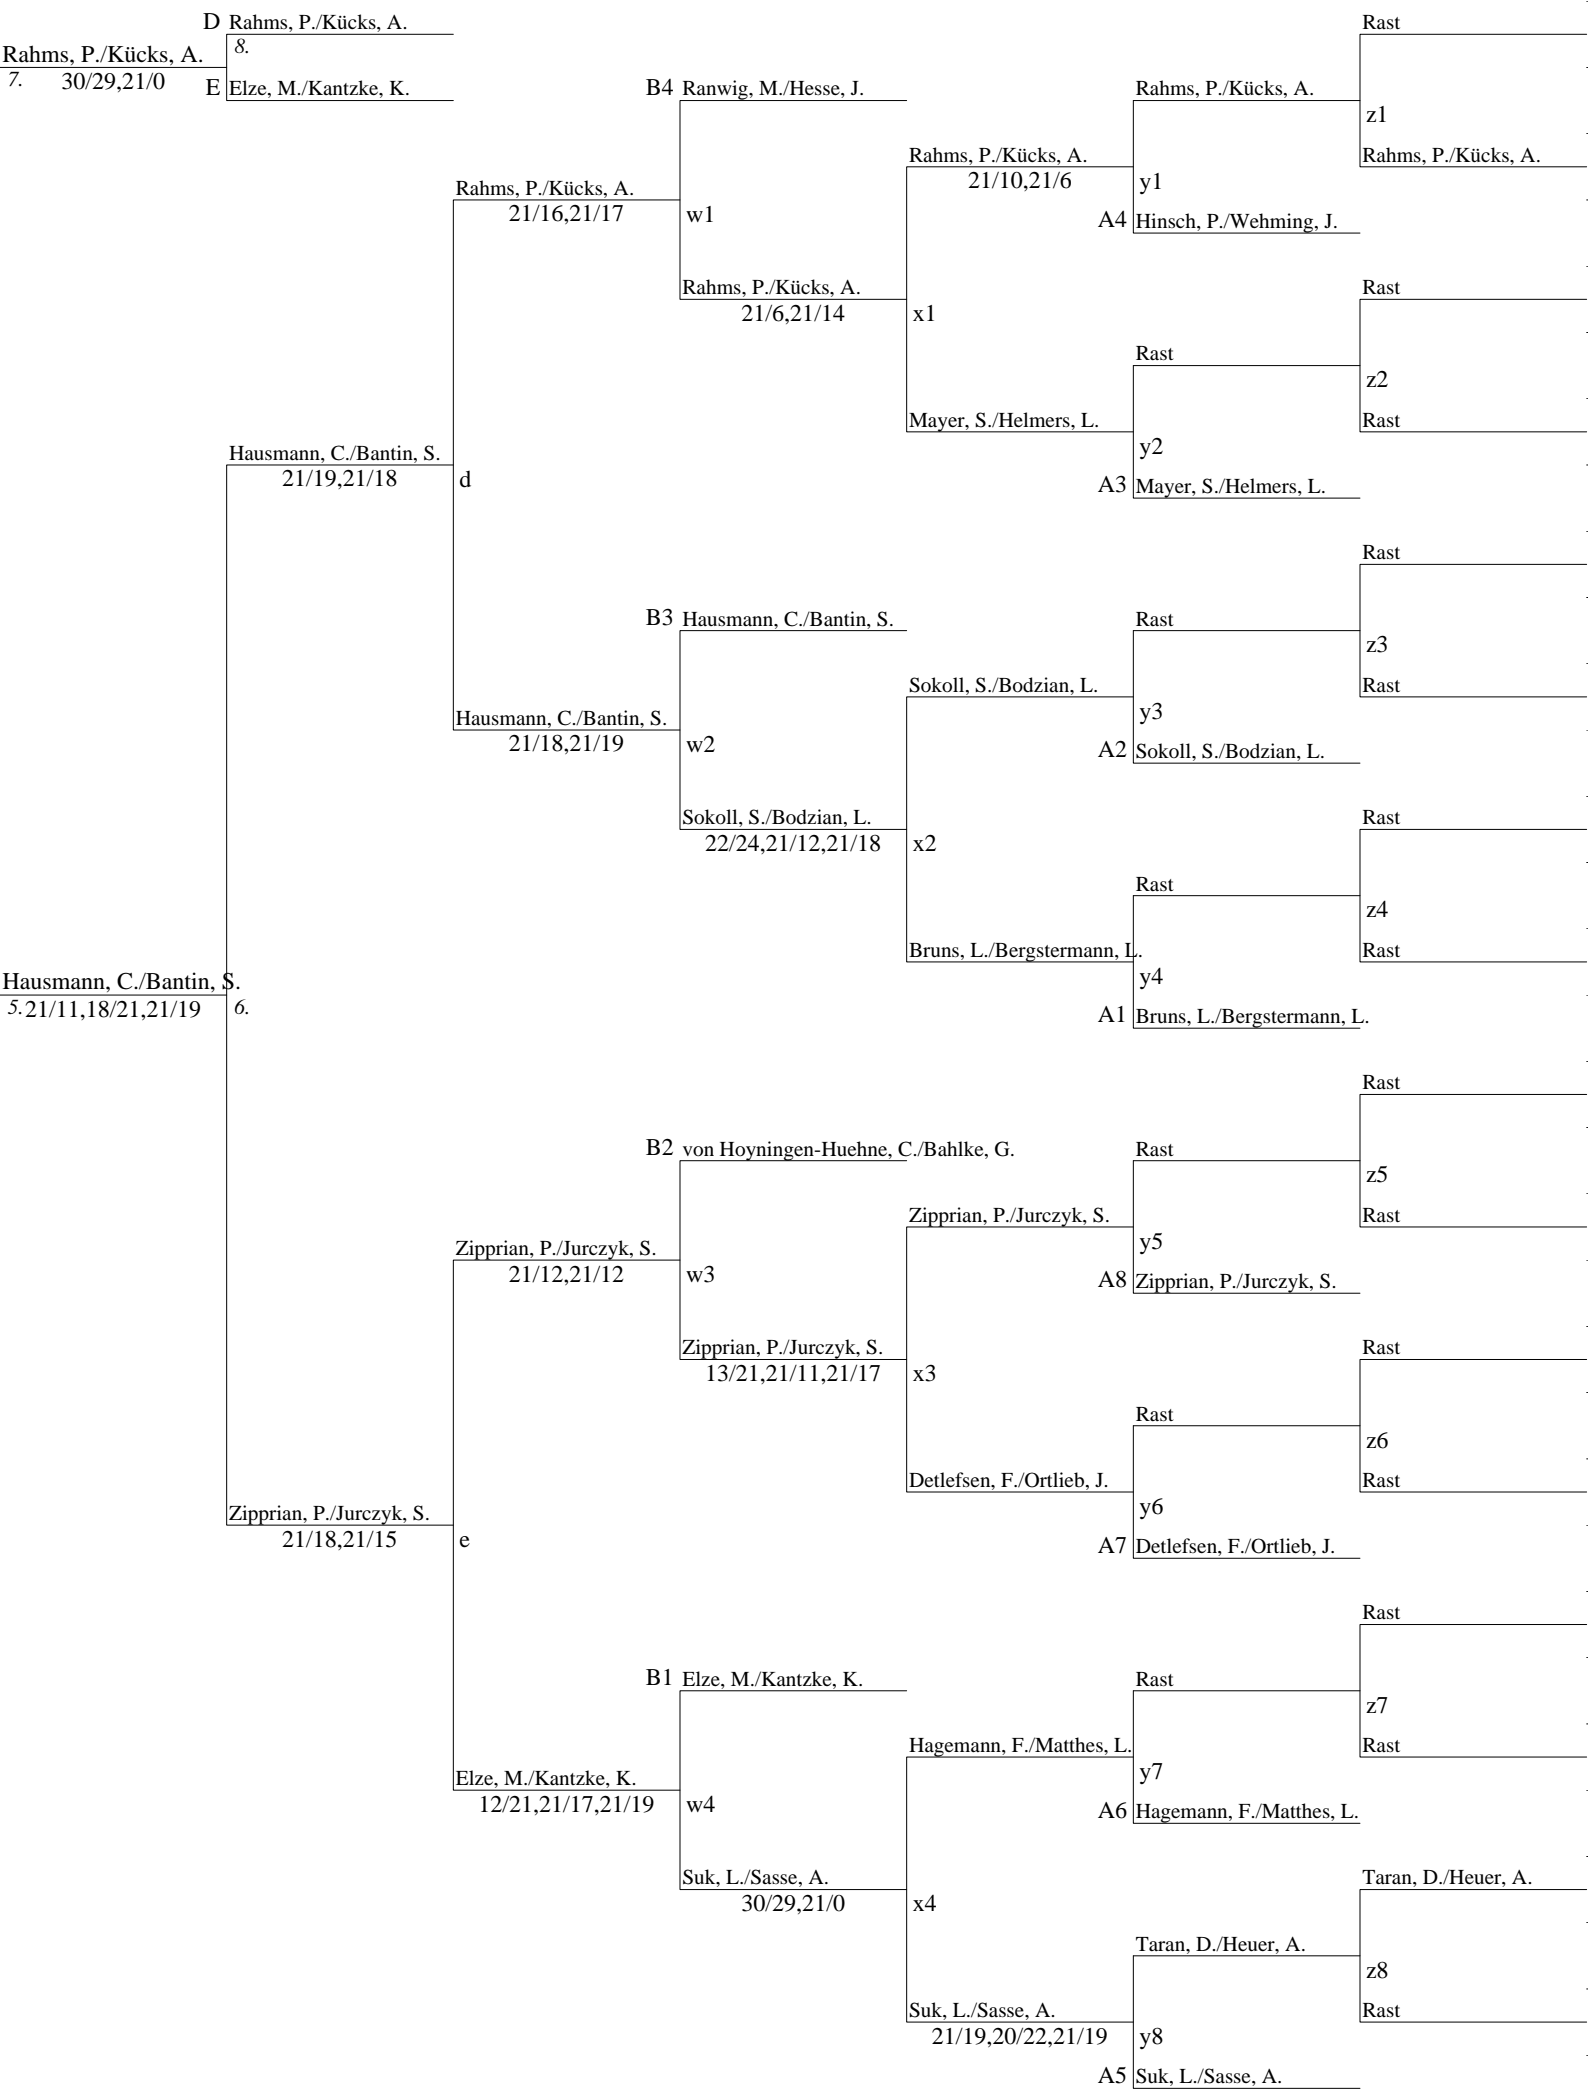 D Rahms, P./Kücks, A.
Rast
8.
Rahms, P./Kücks, A.
7. 30/29,21/0
E Elze, M./Kantzke, K.
B4 Ranwig, M./Hesse, J.
Rahms, P./Kücks, A.
z1
Rahms, P./Kücks, A.
Rahms, P./Kücks, A.
21/10,21/6
y1
Rahms, P./Kücks, A.
21/16,21/17
w1
A4 Hinsch, P./Wehming, J.
Rahms, P./Kücks, A.
21/6,21/14
x1
Rast
Rast
z2
Mayer, S./Helmers, L.
Rast
y2
Hausmann, C./Bantin, S.
21/19,21/18
d
A3 Mayer, S./Helmers, L.
Rast
B3 Hausmann, C./Bantin, S.
Rast
z3
Sokoll, S./Bodzian, L.
Rast
y3
Hausmann, C./Bantin, S.
21/18,21/19
w2
A2 Sokoll, S./Bodzian, L.
Sokoll, S./Bodzian, L.
22/24,21/12,21/18
x2
Rast
Rast
z4
Bruns, L./Bergstermann, L.
Rast
y4
Hausmann, C./Bantin, S.
5. 21/11,18/21,21/19
6.
A1 Bruns, L./Bergstermann, L.
Rast
B2 von Hoyningen-Huehne, C./Bahlke, G.
Rast
z5
Zipprian, P./Jurczyk, S.
Rast
y5
Zipprian, P./Jurczyk, S.
21/12,21/12
w3
A8 Zipprian, P./Jurczyk, S.
Zipprian, P./Jurczyk, S.
13/21,21/11,21/17
x3
Rast
Rast
z6
Detlefsen, F./Ortlieb, J.
Rast
y6
Zipprian, P./Jurczyk, S.
21/18,21/15
e
A7 Detlefsen, F./Ortlieb, J.
Rast
B1 Elze, M./Kantzke, K.
Rast
z7
Hagemann, F./Matthes, L.
Rast
y7
Elze, M./Kantzke, K.
12/21,21/17,21/19
w4
A6 Hagemann, F./Matthes, L.
Suk, L./Sasse, A.
30/29,21/0
x4
Taran, D./Heuer, A.
Taran, D./Heuer, A.
z8
Suk, L./Sasse, A.
21/19,20/22,21/19
Rast
y8
A5 Suk, L./Sasse, A.